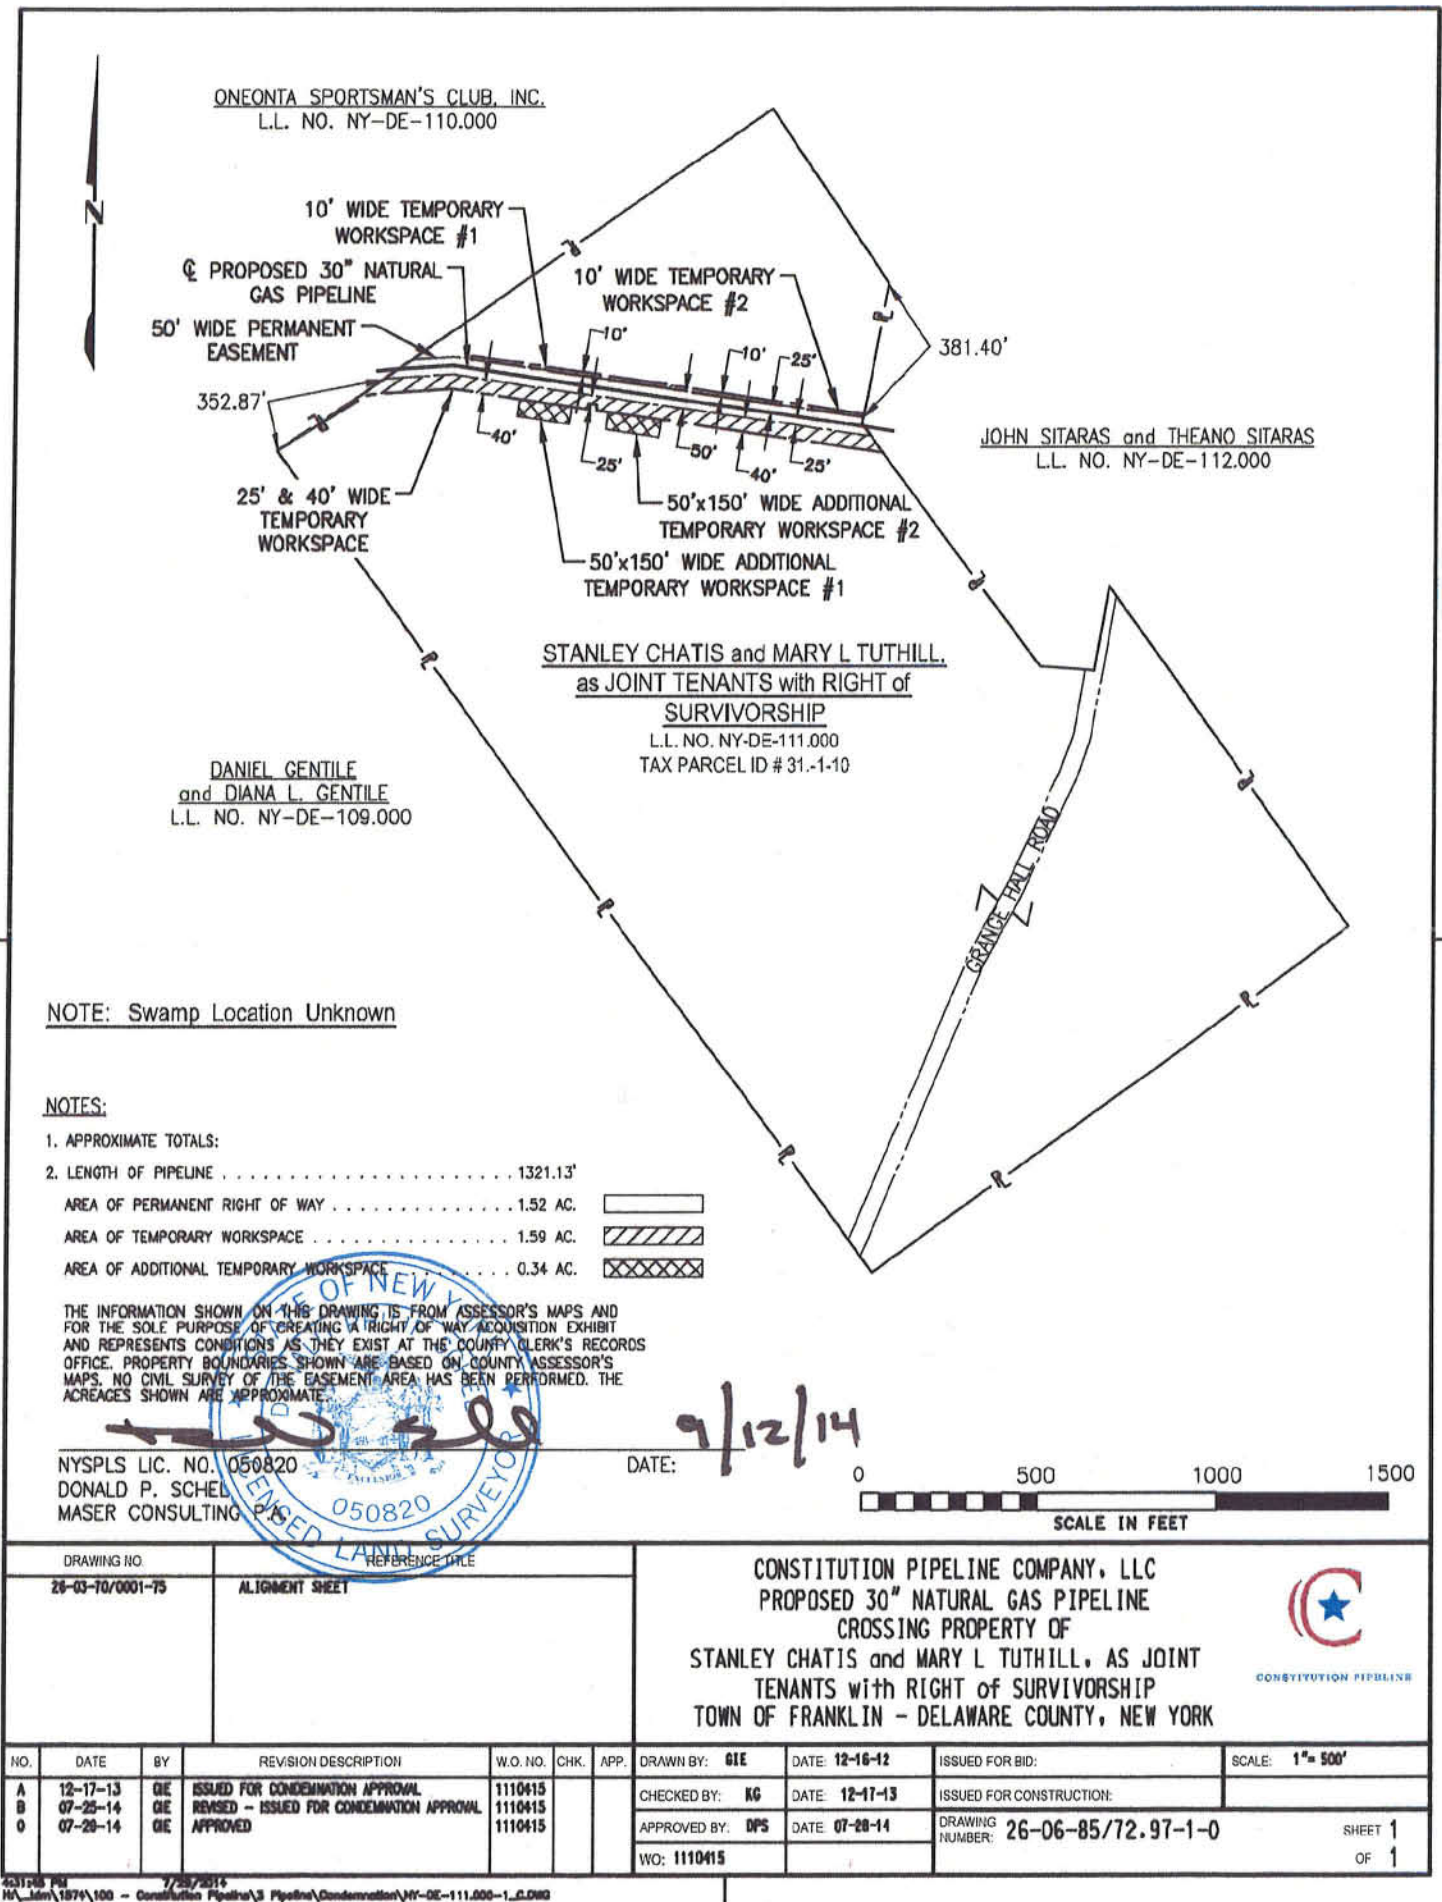 ONEONTA SPORTSMAN'S CLUB, INC.
L.L. NO. NY-DE-110.000
N
10' WIDE TEMPORARY
WORKSPACE #1
℄ PROPOSED 30" NATURAL
GAS PIPELINE
50' WIDE PERMANENT
EASEMENT
10' WIDE TEMPORARY
WORKSPACE #2
10'
10'
25'
381.40'
352.87'
40'
25'
50'
40'
25'
JOHN SITARAS and THEANO SITARAS
L.L. NO. NY-DE-112.000
25' & 40' WIDE
TEMPORARY
WORKSPACE
50'x150' WIDE ADDITIONAL
TEMPORARY WORKSPACE #2
50'x150' WIDE ADDITIONAL
TEMPORARY WORKSPACE #1
STANLEY CHATIS and MARY L TUTHILL,
as JOINT TENANTS with RIGHT of
SURVIVORSHIP
L.L. NO. NY-DE-111.000
TAX PARCEL ID # 31.-1-10
DANIEL GENTILE
and DIANA L. GENTILE
L.L. NO. NY-DE-109.000
GRANGE HALL ROAD
NOTE: Swamp Location Unknown
NOTES:
1. APPROXIMATE TOTALS:
2. LENGTH OF PIPELINE . . . . . . . . . . . . . . . . . . . . . . 1321.13'
AREA OF PERMANENT RIGHT OF WAY . . . . . . . . . . . . . . 1.52 AC.
AREA OF TEMPORARY WORKSPACE . . . . . . . . . . . . . . . 1.59 AC.
AREA OF ADDITIONAL TEMPORARY WORKSPACE . . . . . . . . 0.34 AC.
THE INFORMATION SHOWN ON THIS DRAWING IS FROM ASSESSOR'S MAPS AND
FOR THE SOLE PURPOSE OF CREATING A RIGHT OF WAY ACQUISITION EXHIBIT
AND REPRESENTS CONDITIONS AS THEY EXIST AT THE COUNTY CLERK'S RECORDS
OFFICE. PROPERTY BOUNDARIES SHOWN ARE BASED ON COUNTY ASSESSOR'S
MAPS. NO CIVIL SURVEY OF THE EASEMENT AREA HAS BEEN PERFORMED. THE
ACREAGES SHOWN ARE APPROXIMATE.
STATE OF NEW YORK
LICENSED LAND SURVEYOR
EXCELSIOR
050820
NYSPLS LIC. NO. 050820
DONALD P. SCHEL
MASER CONSULTING P.A.
DATE: 9/12/14
0 500 1000 1500
SCALE IN FEET
DRAWING NO. REFERENCE TITLE
26-03-70/0001-75 ALIGNMENT SHEET
CONSTITUTION PIPELINE COMPANY, LLC
PROPOSED 30" NATURAL GAS PIPELINE
CROSSING PROPERTY OF
STANLEY CHATIS and MARY L TUTHILL, AS JOINT
TENANTS with RIGHT of SURVIVORSHIP
TOWN OF FRANKLIN - DELAWARE COUNTY, NEW YORK
CONSTITUTION PIPELINE
NO. DATE BY REVISION DESCRIPTION W.O. NO. CHK. APP.
A 12-17-13 GIE ISSUED FOR CONDEMNATION APPROVAL 1110415
B 07-25-14 GIE REVISED - ISSUED FOR CONDEMNATION APPROVAL 1110415
0 07-29-14 GIE APPROVED 1110415
DRAWN BY: GIE DATE: 12-16-12 ISSUED FOR BID: SCALE: 1"= 500'
CHECKED BY: KG DATE: 12-17-13 ISSUED FOR CONSTRUCTION:
APPROVED BY: DPS DATE: 07-28-14 DRAWING NUMBER: 26-06-85/72.97-1-0 SHEET 1
WO: 1110415 OF 1
4:31:48 PM 7/29/2014